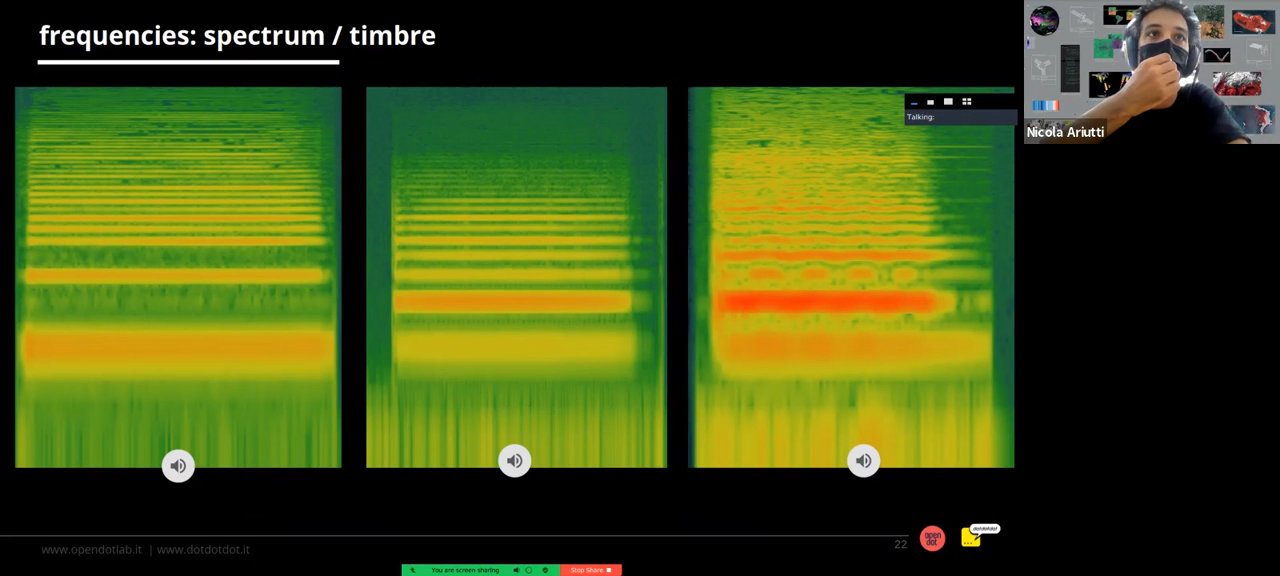 frequencies: spectrum / timbre
Talking:
Nicola Ariutti
www.opendotlab.it | www.dotdotdot.it
22
open
dot
dotdotdot
You are screen sharing
Stop Share